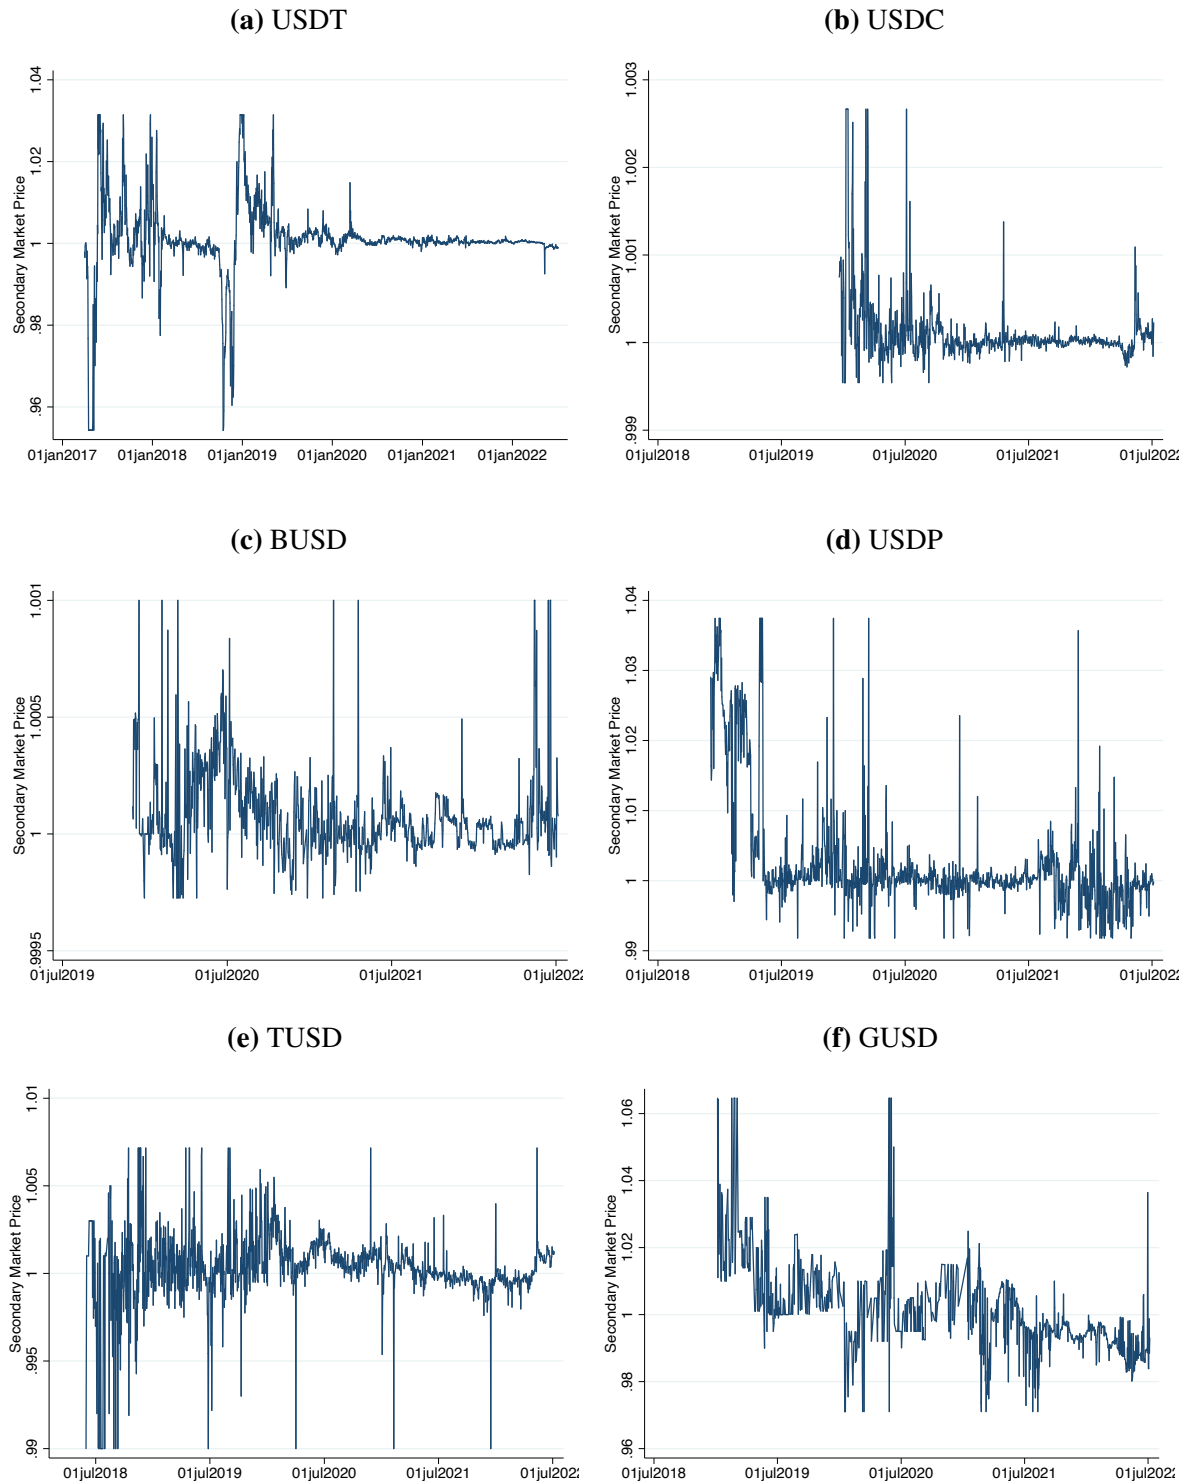 (a) USDT
Secondary Market Price
1.04
1.02
1
.98
.96
01jan2017 01jan2018 01jan2019 01jan2020 01jan2021 01jan2022
(b) USDC
Secondary Market Price
1.003
1.002
1.001
1
.999
01jul2018 01jul2019 01jul2020 01jul2021 01jul2022
(c) BUSD
Secondary Market Price
1.001
1.0005
1
.9995
01jul2019 01jul2020 01jul2021 01jul2022
(d) USDP
Secondary Market Price
1.04
1.03
1.02
1.01
1
.99
01jul2018 01jul2019 01jul2020 01jul2021 01jul2022
(e) TUSD
Secondary Market Price
1.01
1.005
1
.995
.99
01jul2018 01jul2019 01jul2020 01jul2021 01jul2022
(f) GUSD
Secondary Market Price
1.06
1.04
1.02
1
.98
.96
01jul2018 01jul2019 01jul2020 01jul2021 01jul2022